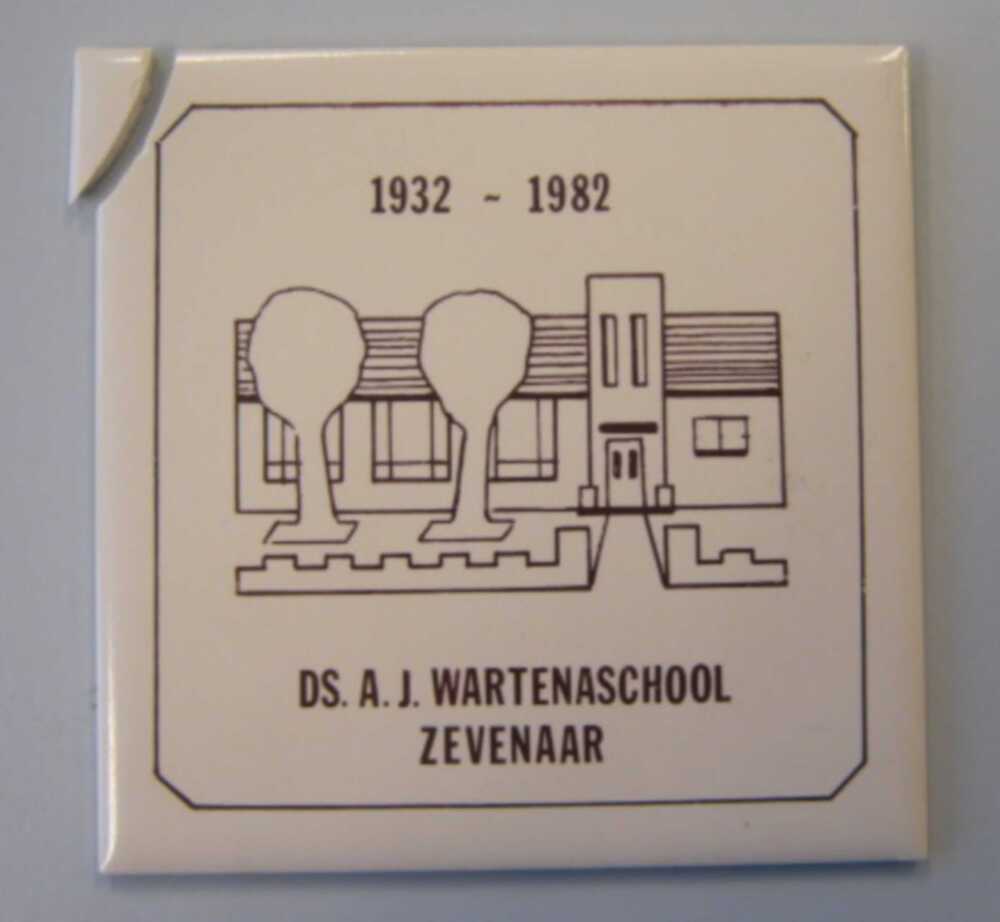 1932 ~ 1982
DS. A. J. WARTENASCHOOL
ZEVENAAR